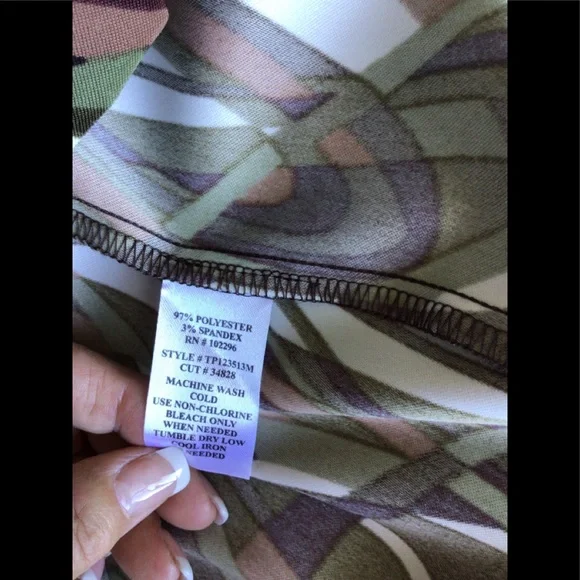 97% POLYESTER
3% SPANDEX
RN # 102296
STYLE # TP123513M
CUT # 34828
MACHINE WASH
COLD
USE NON-CHLORINE
BLEACH ONLY
WHEN NEEDED
TUMBLE DRY LOW
COOL IRON
NEEDED